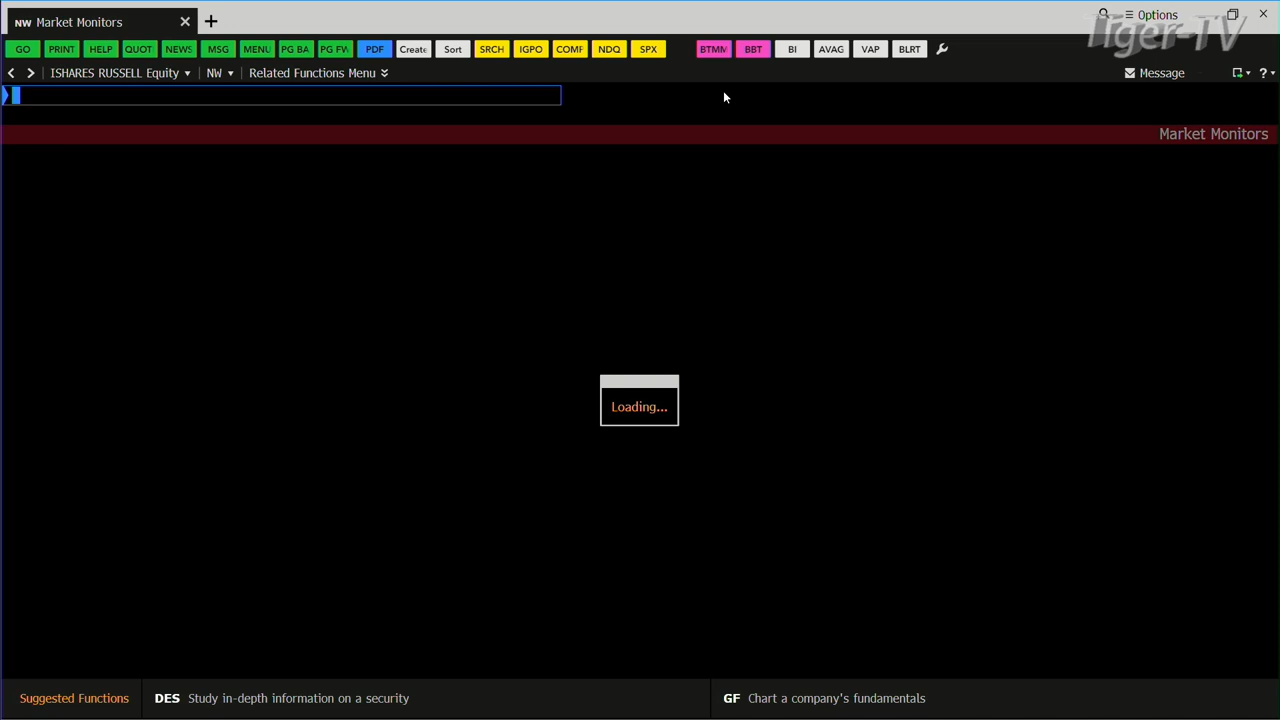 NW Market Monitors
Options
Tiger-TV
GO PRINT HELP QUOT NEWS MSG MENU PG BA PG FW PDF Create Sort SRCH IGPO COMP NDQ SPX BTMM BBT BI AVAG VAP BLRT
ISHARES RUSSELL Equity NW Related Functions Menu Message ?
Market Monitors
Loading...
Suggested Functions DES Study in-depth information on a security GF Chart a company's fundamentals